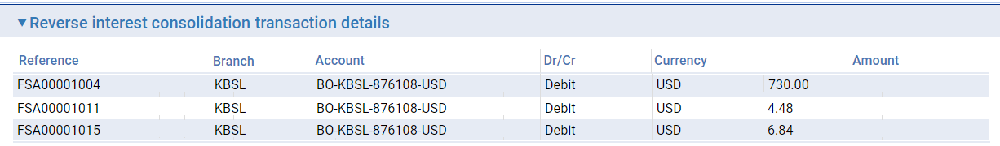 ▼Reverse interest consolidation transaction details
Reference Branch Account Dr/Cr Currency Amount
FSA00001004 KBSL BO-KBSL-876108-USD Debit USD 730.00
FSA00001011 KBSL BO-KBSL-876108-USD Debit USD 4.48
FSA00001015 KBSL BO-KBSL-876108-USD Debit USD 6.84